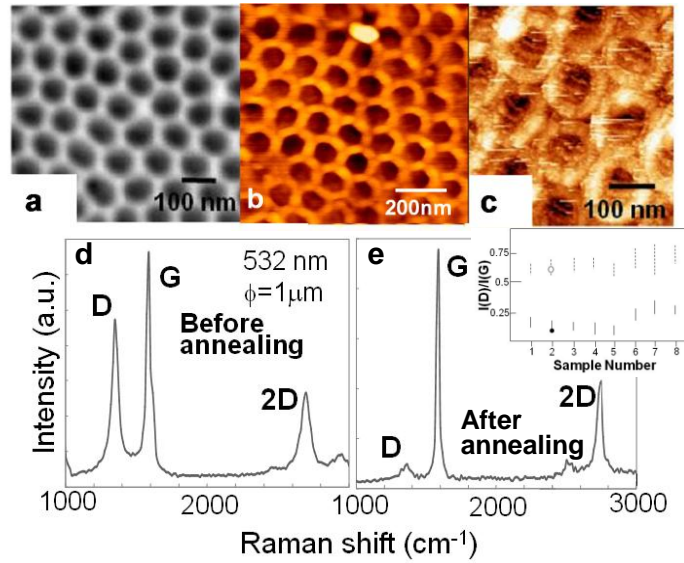 a
100 nm
b
200nm
c
100 nm
d
D
G
532 nm
ϕ=1μm
Before
annealing
2D
Intensity (a.u.)
1000
2000
e
G
D
After
annealing
2D
I(D)/I(G)
0.75
0.5
0.25
1 2 3 4 5 6 7 8
Sample Number
1000
2000
3000
Raman shift (cm⁻¹)